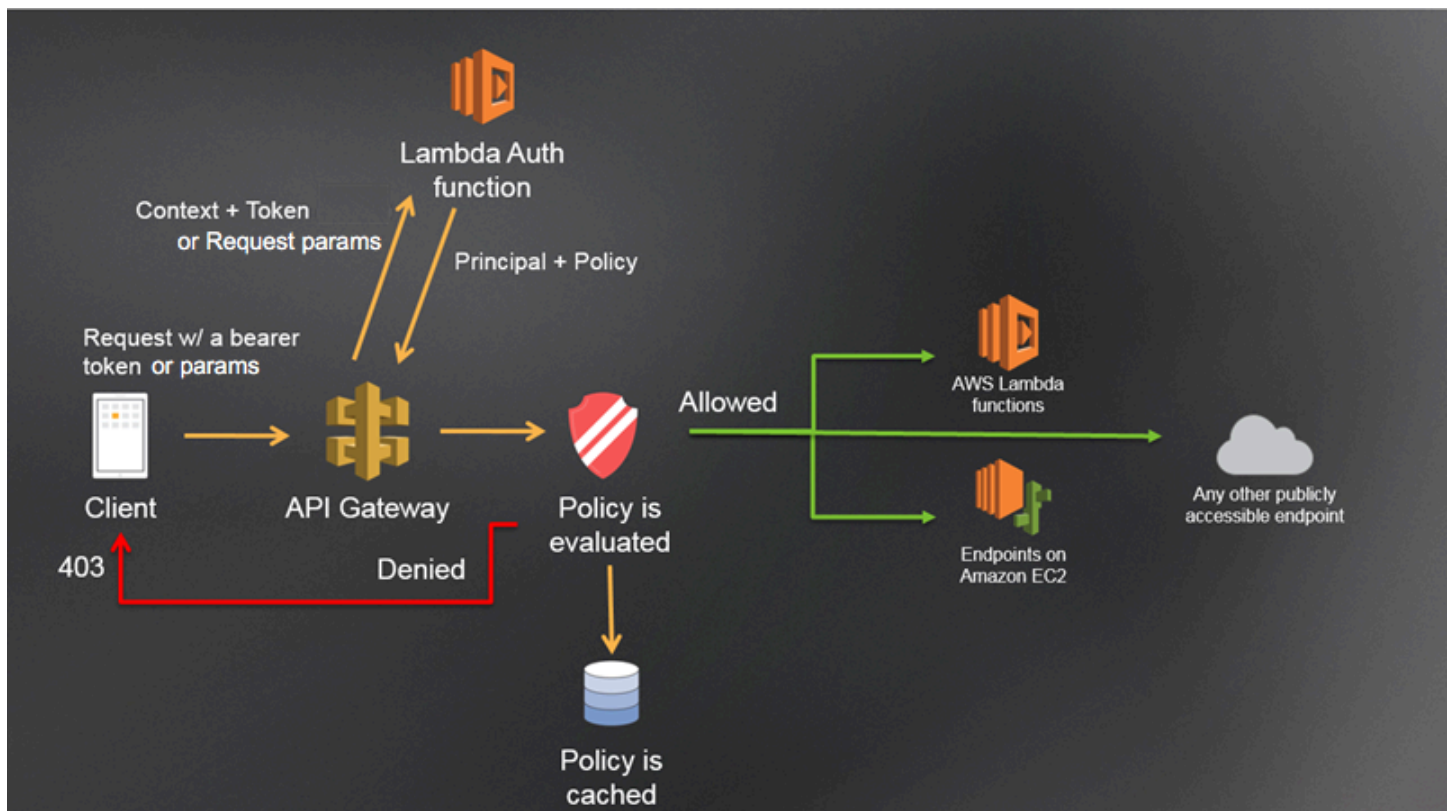 Lambda Auth
function
Context + Token
or Request params
Principal + Policy
Request w/ a bearer
token or params
Client
API Gateway
Policy is
evaluated
Allowed
AWS Lambda
functions
Any other publicly
accessible endpoint
Endpoints on
Amazon EC2
403
Denied
Policy is
cached